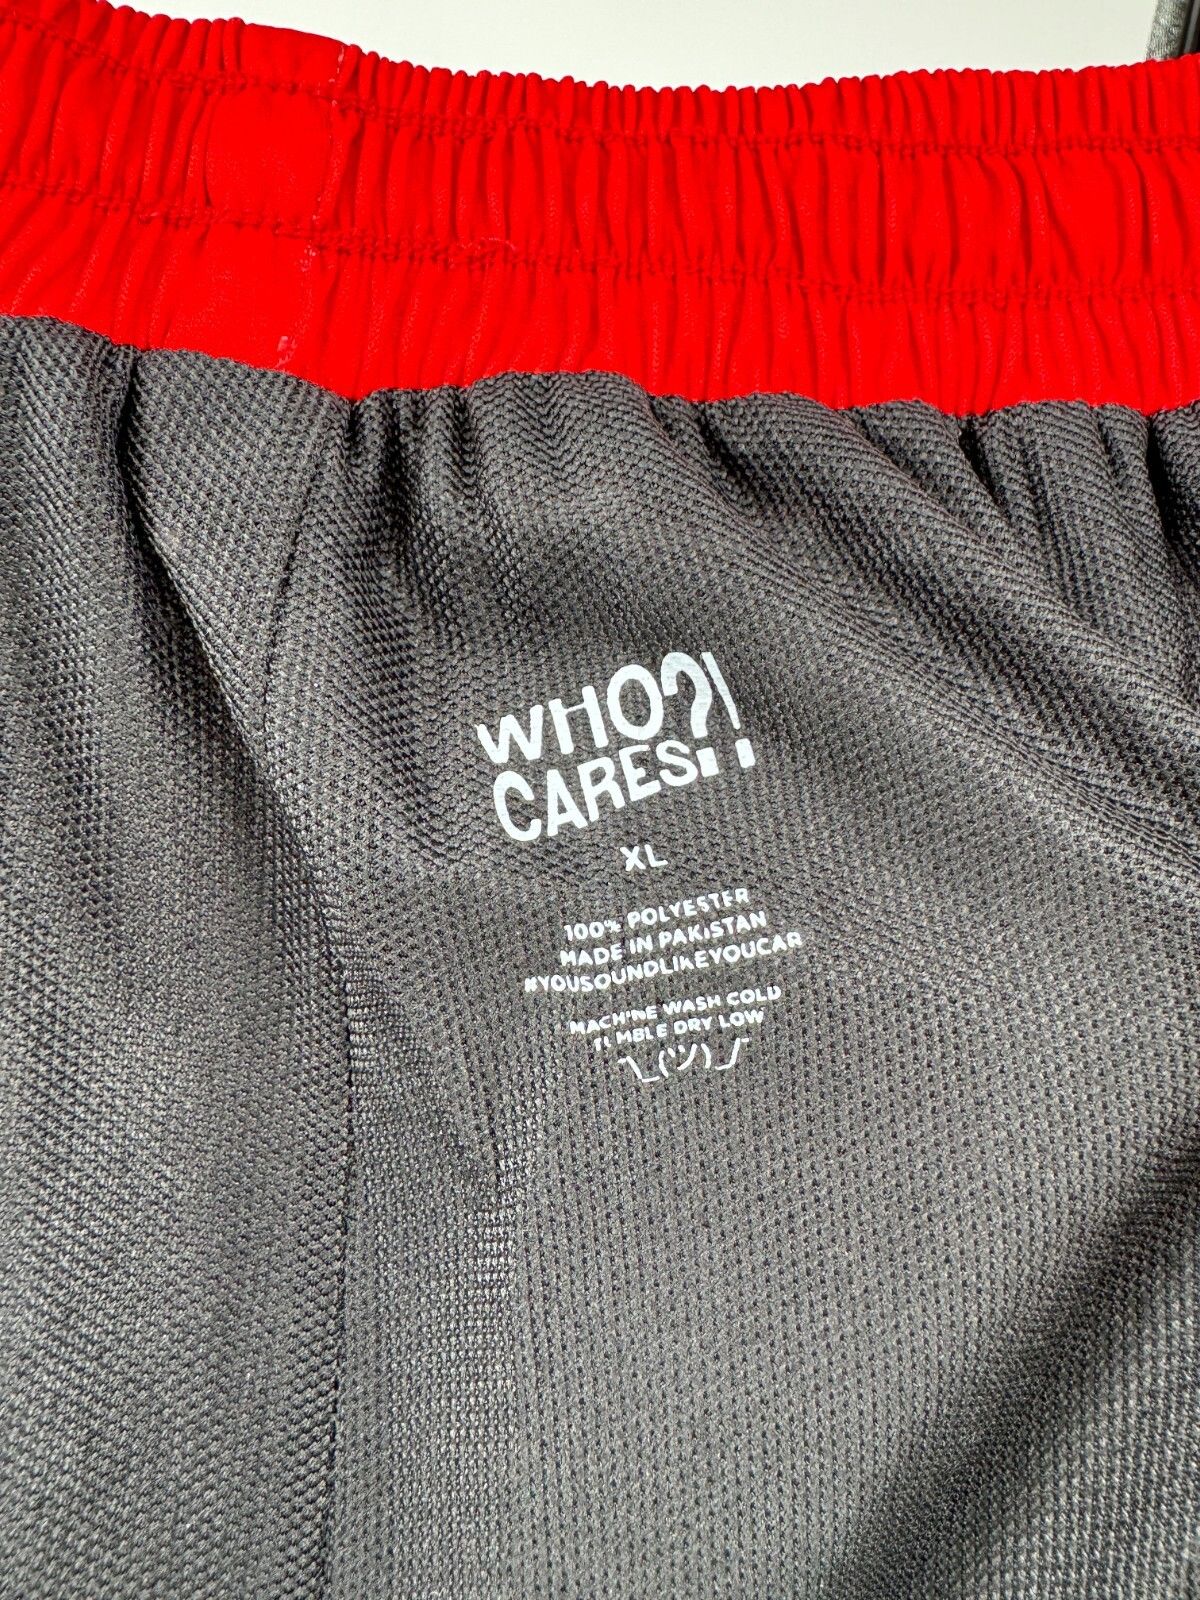 WHO?!
CARES
XL
100% POLYESTER
MADE IN PAKISTAN
#YOUSOUNDLIKEYOUCAR
MACHINE WASH COLD
TUMBLE DRY LOW
¯\_(ツ)_/¯